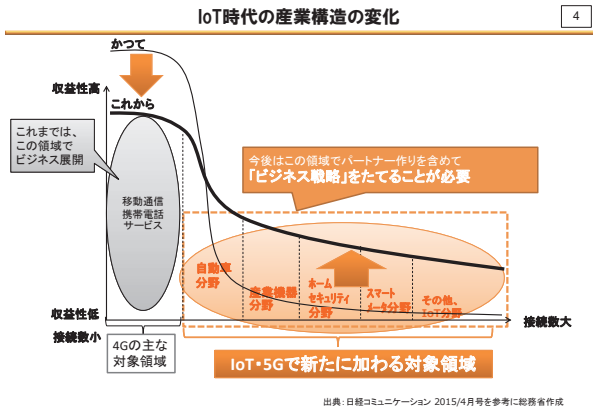 IoT時代の産業構造の変化
4
かつて
収益性高
これから
これまでは、
この領域で
ビジネス展開
今後はこの領域でパートナー作りを含めて
「ビジネス戦略」をたてることが必要
移動通信
携帯電話
サービス
自動車
分野
産業機器
分野
ホーム
セキュリティ
分野
スマート
メータ分野
その他、
IoT分野
収益性低
接続数小
接続数大
4Gの主な
対象領域
IoT・5Gで新たに加わる対象領域
出典：日経コミュニケーション 2015/4月号を参考に総務省作成